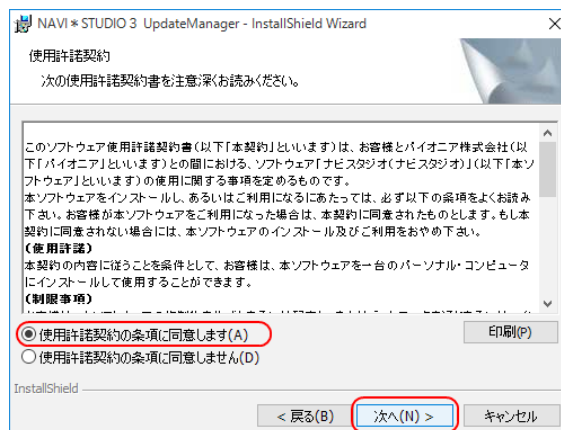 NAVI＊STUDIO 3 UpdateManager - InstallShield Wizard
使用許諾契約
次の使用許諾契約書を注意深くお読みください。
このソフトウェア使用許諾契約書（以下「本契約」といいます）は、お客様とパイオニア株式会社（以
下「パイオニア」といいます）との間における、ソフトウェア「ナビスタジオ（ナビスタジオ）」（以下「本ソ
フトウェア」といいます）の使用に関する事項を定めるものです。
本ソフトウェアをインストールし、あるいはご利用になるにあたっては、必ず以下の条項をよくお読み
下さい。お客様が本ソフトウェアをご利用になった場合は、本契約に同意されたものとします。もし本
契約に同意されない場合には、本ソフトウェアのインストール及びご利用をおやめ下さい。
（使用許諾）
本契約の内容に従うことを条件として、お客様は、本ソフトウェアを一台のパーソナル・コンピュータ
にインストールして使用することができます。
（制限事項）
使用許諾契約の条項に同意します(A)
印刷(P)
使用許諾契約の条項に同意しません(D)
InstallShield
< 戻る(B)
次へ(N) >
キャンセル